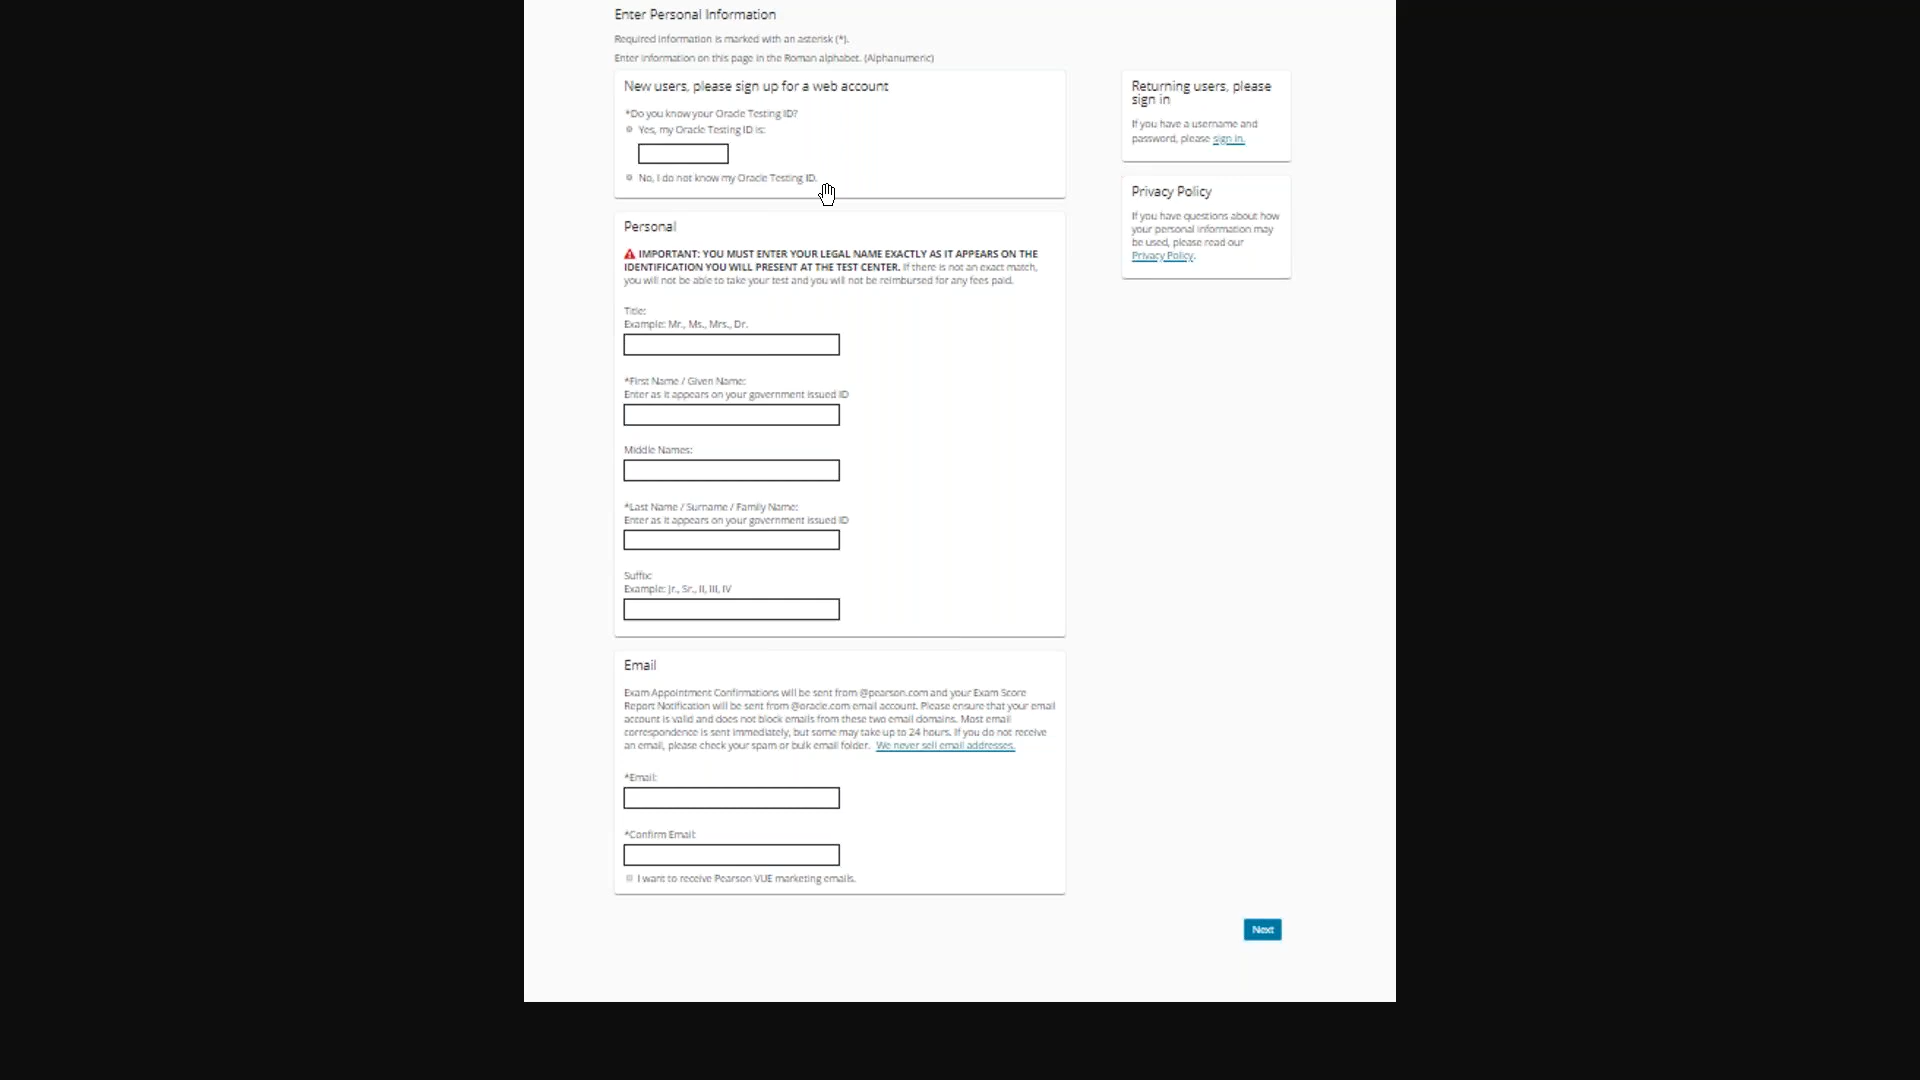 Enter Personal Information
Required information is marked with an asterisk (*).
Enter information on this page in the Roman alphabet. (Alphanumeric)
New users, please sign up for a web account
*Do you know your Oracle Testing ID?
Yes, my Oracle Testing ID is:
No, I do not know my Oracle Testing ID.
Personal
IMPORTANT: YOU MUST ENTER YOUR LEGAL NAME EXACTLY AS IT APPEARS ON THE
IDENTIFICATION YOU WILL PRESENT AT THE TEST CENTER. If there is not an exact match,
you will not be able to take your test and you will not be reimbursed for any fees paid.
Title:
Example: Mr., Ms., Mrs., Dr.
*First Name / Given Name:
Enter as it appears on your government issued ID
Middle Names:
*Last Name / Surname / Family Name:
Enter as it appears on your government issued ID
Suffix:
Example: Jr., Sr., II, III, IV
Email
Exam Appointment Confirmations will be sent from @pearson.com and your Exam Score
Report Notification will be sent from @oracle.com email account. Please ensure that your email
account is valid and does not block emails from these two email domains. Most email
correspondence is sent immediately, but some may take up to 24 hours. If you do not receive
an email, please check your spam or bulk email folder. We never sell email addresses.
*Email:
*Confirm Email:
I want to receive Pearson VUE marketing emails.
Next
Returning users, please
sign in
If you have a username and
password, please sign in.
Privacy Policy
If you have questions about how
your personal information may
be used, please read our
Privacy Policy.